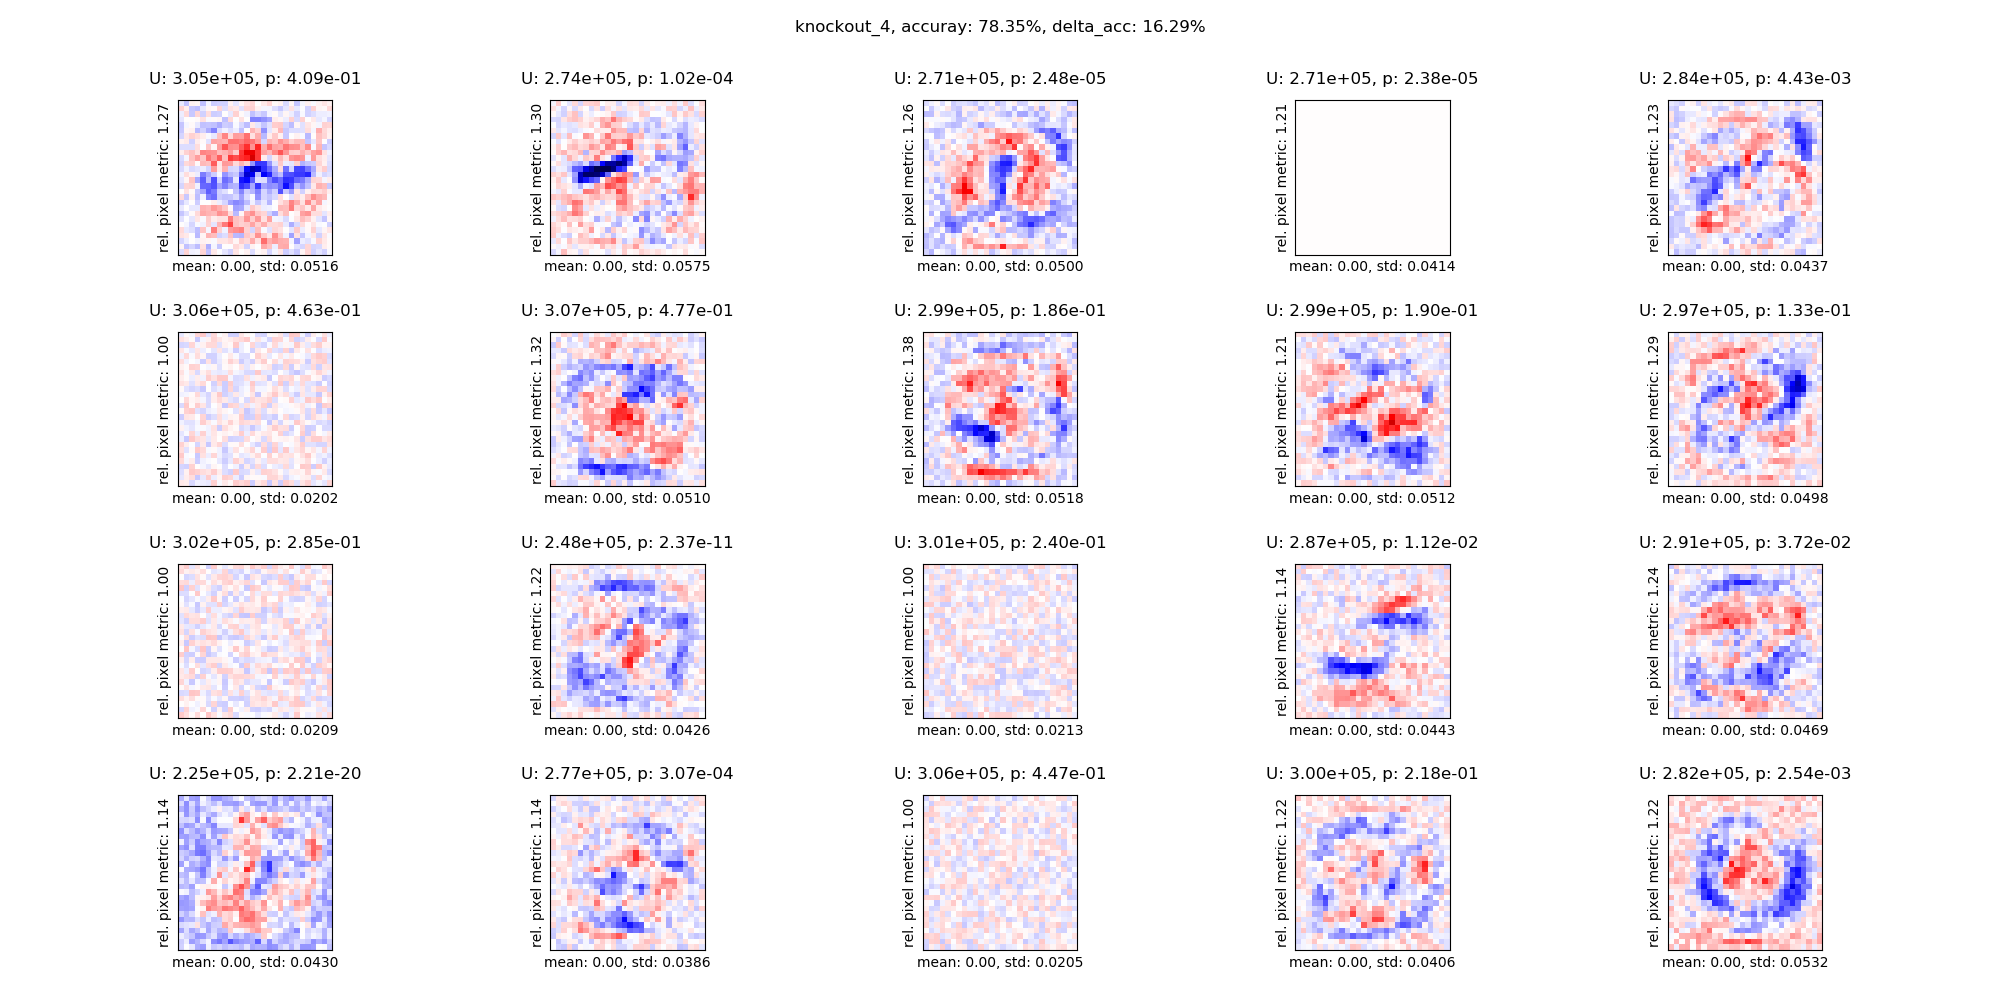 knockout_4, accuray: 78.35%, delta_acc: 16.29%
U: 3.05e+05, p: 4.09e-01
rel. pixel metric: 1.27
mean: 0.00, std: 0.0516
U: 2.74e+05, p: 1.02e-04
rel. pixel metric: 1.30
mean: 0.00, std: 0.0575
U: 2.71e+05, p: 2.48e-05
rel. pixel metric: 1.26
mean: 0.00, std: 0.0500
U: 2.71e+05, p: 2.38e-05
rel. pixel metric: 1.21
mean: 0.00, std: 0.0414
U: 2.84e+05, p: 4.43e-03
rel. pixel metric: 1.23
mean: 0.00, std: 0.0437
U: 3.06e+05, p: 4.63e-01
rel. pixel metric: 1.00
mean: 0.00, std: 0.0202
U: 3.07e+05, p: 4.77e-01
rel. pixel metric: 1.32
mean: 0.00, std: 0.0510
U: 2.99e+05, p: 1.86e-01
rel. pixel metric: 1.38
mean: 0.00, std: 0.0518
U: 2.99e+05, p: 1.90e-01
rel. pixel metric: 1.21
mean: 0.00, std: 0.0512
U: 2.97e+05, p: 1.33e-01
rel. pixel metric: 1.29
mean: 0.00, std: 0.0498
U: 3.02e+05, p: 2.85e-01
rel. pixel metric: 1.00
mean: 0.00, std: 0.0209
U: 2.48e+05, p: 2.37e-11
rel. pixel metric: 1.22
mean: 0.00, std: 0.0426
U: 3.01e+05, p: 2.40e-01
rel. pixel metric: 1.00
mean: 0.00, std: 0.0213
U: 2.87e+05, p: 1.12e-02
rel. pixel metric: 1.14
mean: 0.00, std: 0.0443
U: 2.91e+05, p: 3.72e-02
rel. pixel metric: 1.24
mean: 0.00, std: 0.0469
U: 2.25e+05, p: 2.21e-20
rel. pixel metric: 1.14
mean: 0.00, std: 0.0430
U: 2.77e+05, p: 3.07e-04
rel. pixel metric: 1.14
mean: 0.00, std: 0.0386
U: 3.06e+05, p: 4.47e-01
rel. pixel metric: 1.00
mean: 0.00, std: 0.0205
U: 3.00e+05, p: 2.18e-01
rel. pixel metric: 1.22
mean: 0.00, std: 0.0406
U: 2.82e+05, p: 2.54e-03
rel. pixel metric: 1.22
mean: 0.00, std: 0.0532